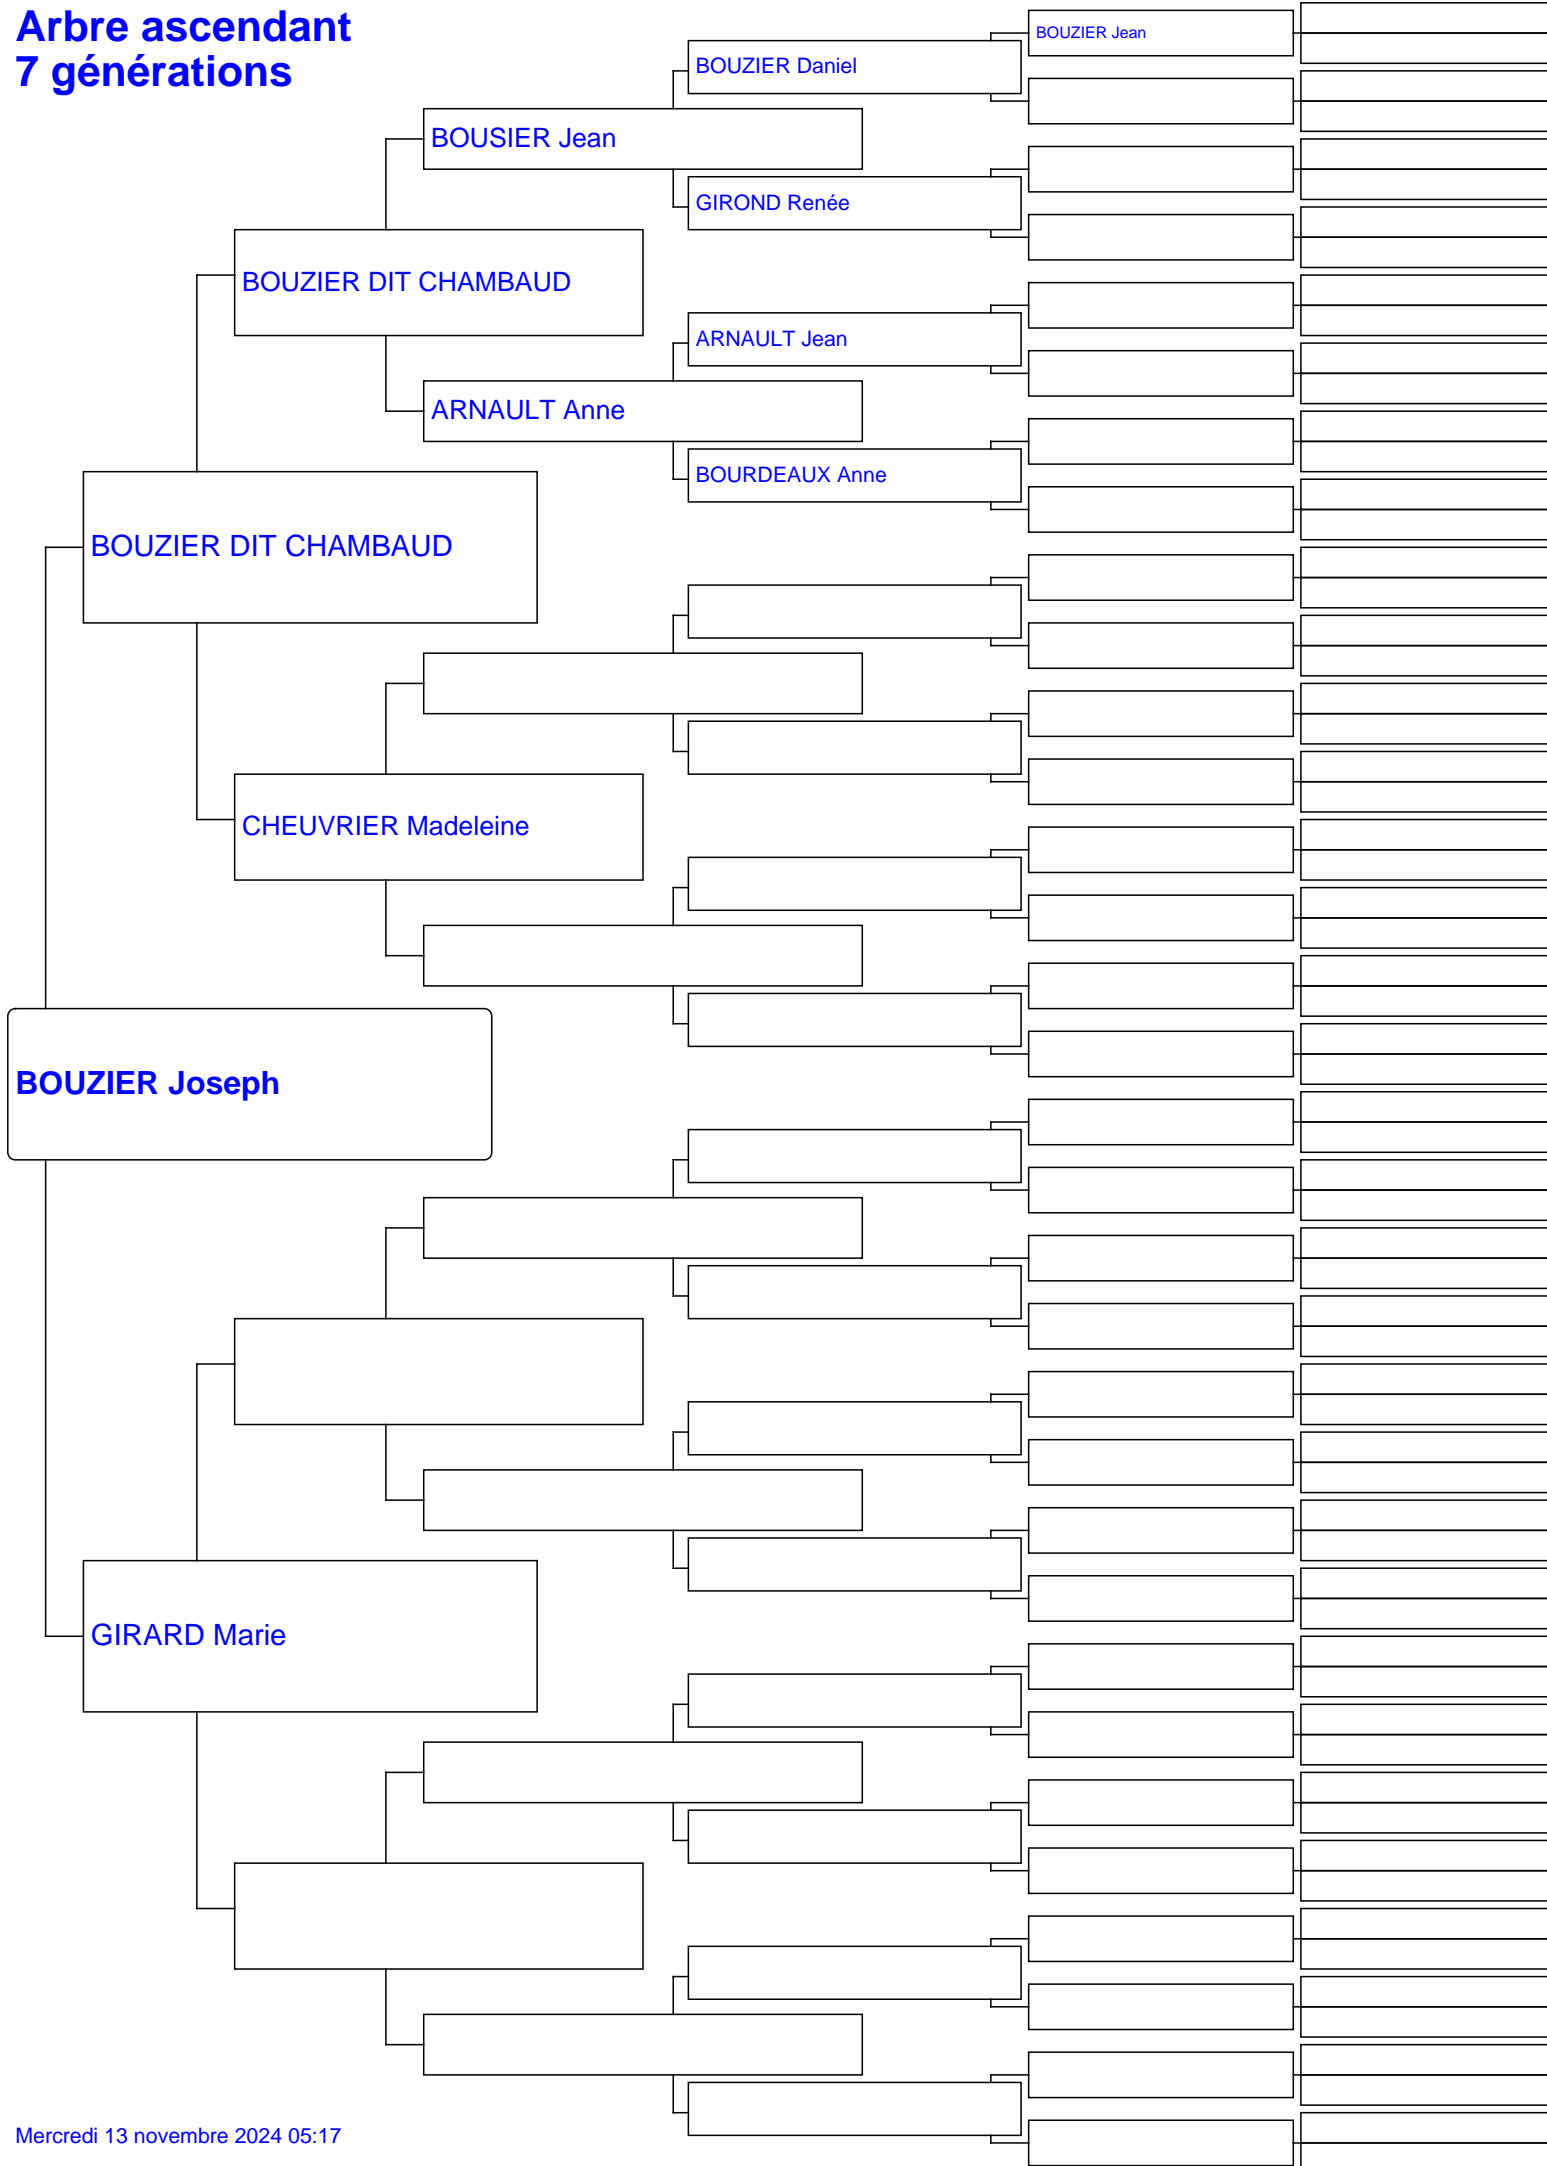 Arbre ascendant
7 générations
BOUZIER Jean
BOUZIER Daniel
BOUSIER Jean
GIROND Renée
BOUZIER DIT CHAMBAUD
ARNAULT Jean
ARNAULT Anne
BOURDEAUX Anne
BOUZIER DIT CHAMBAUD
CHEUVRIER Madeleine
BOUZIER Joseph
GIRARD Marie
Mercredi 13 novembre 2024 05:17